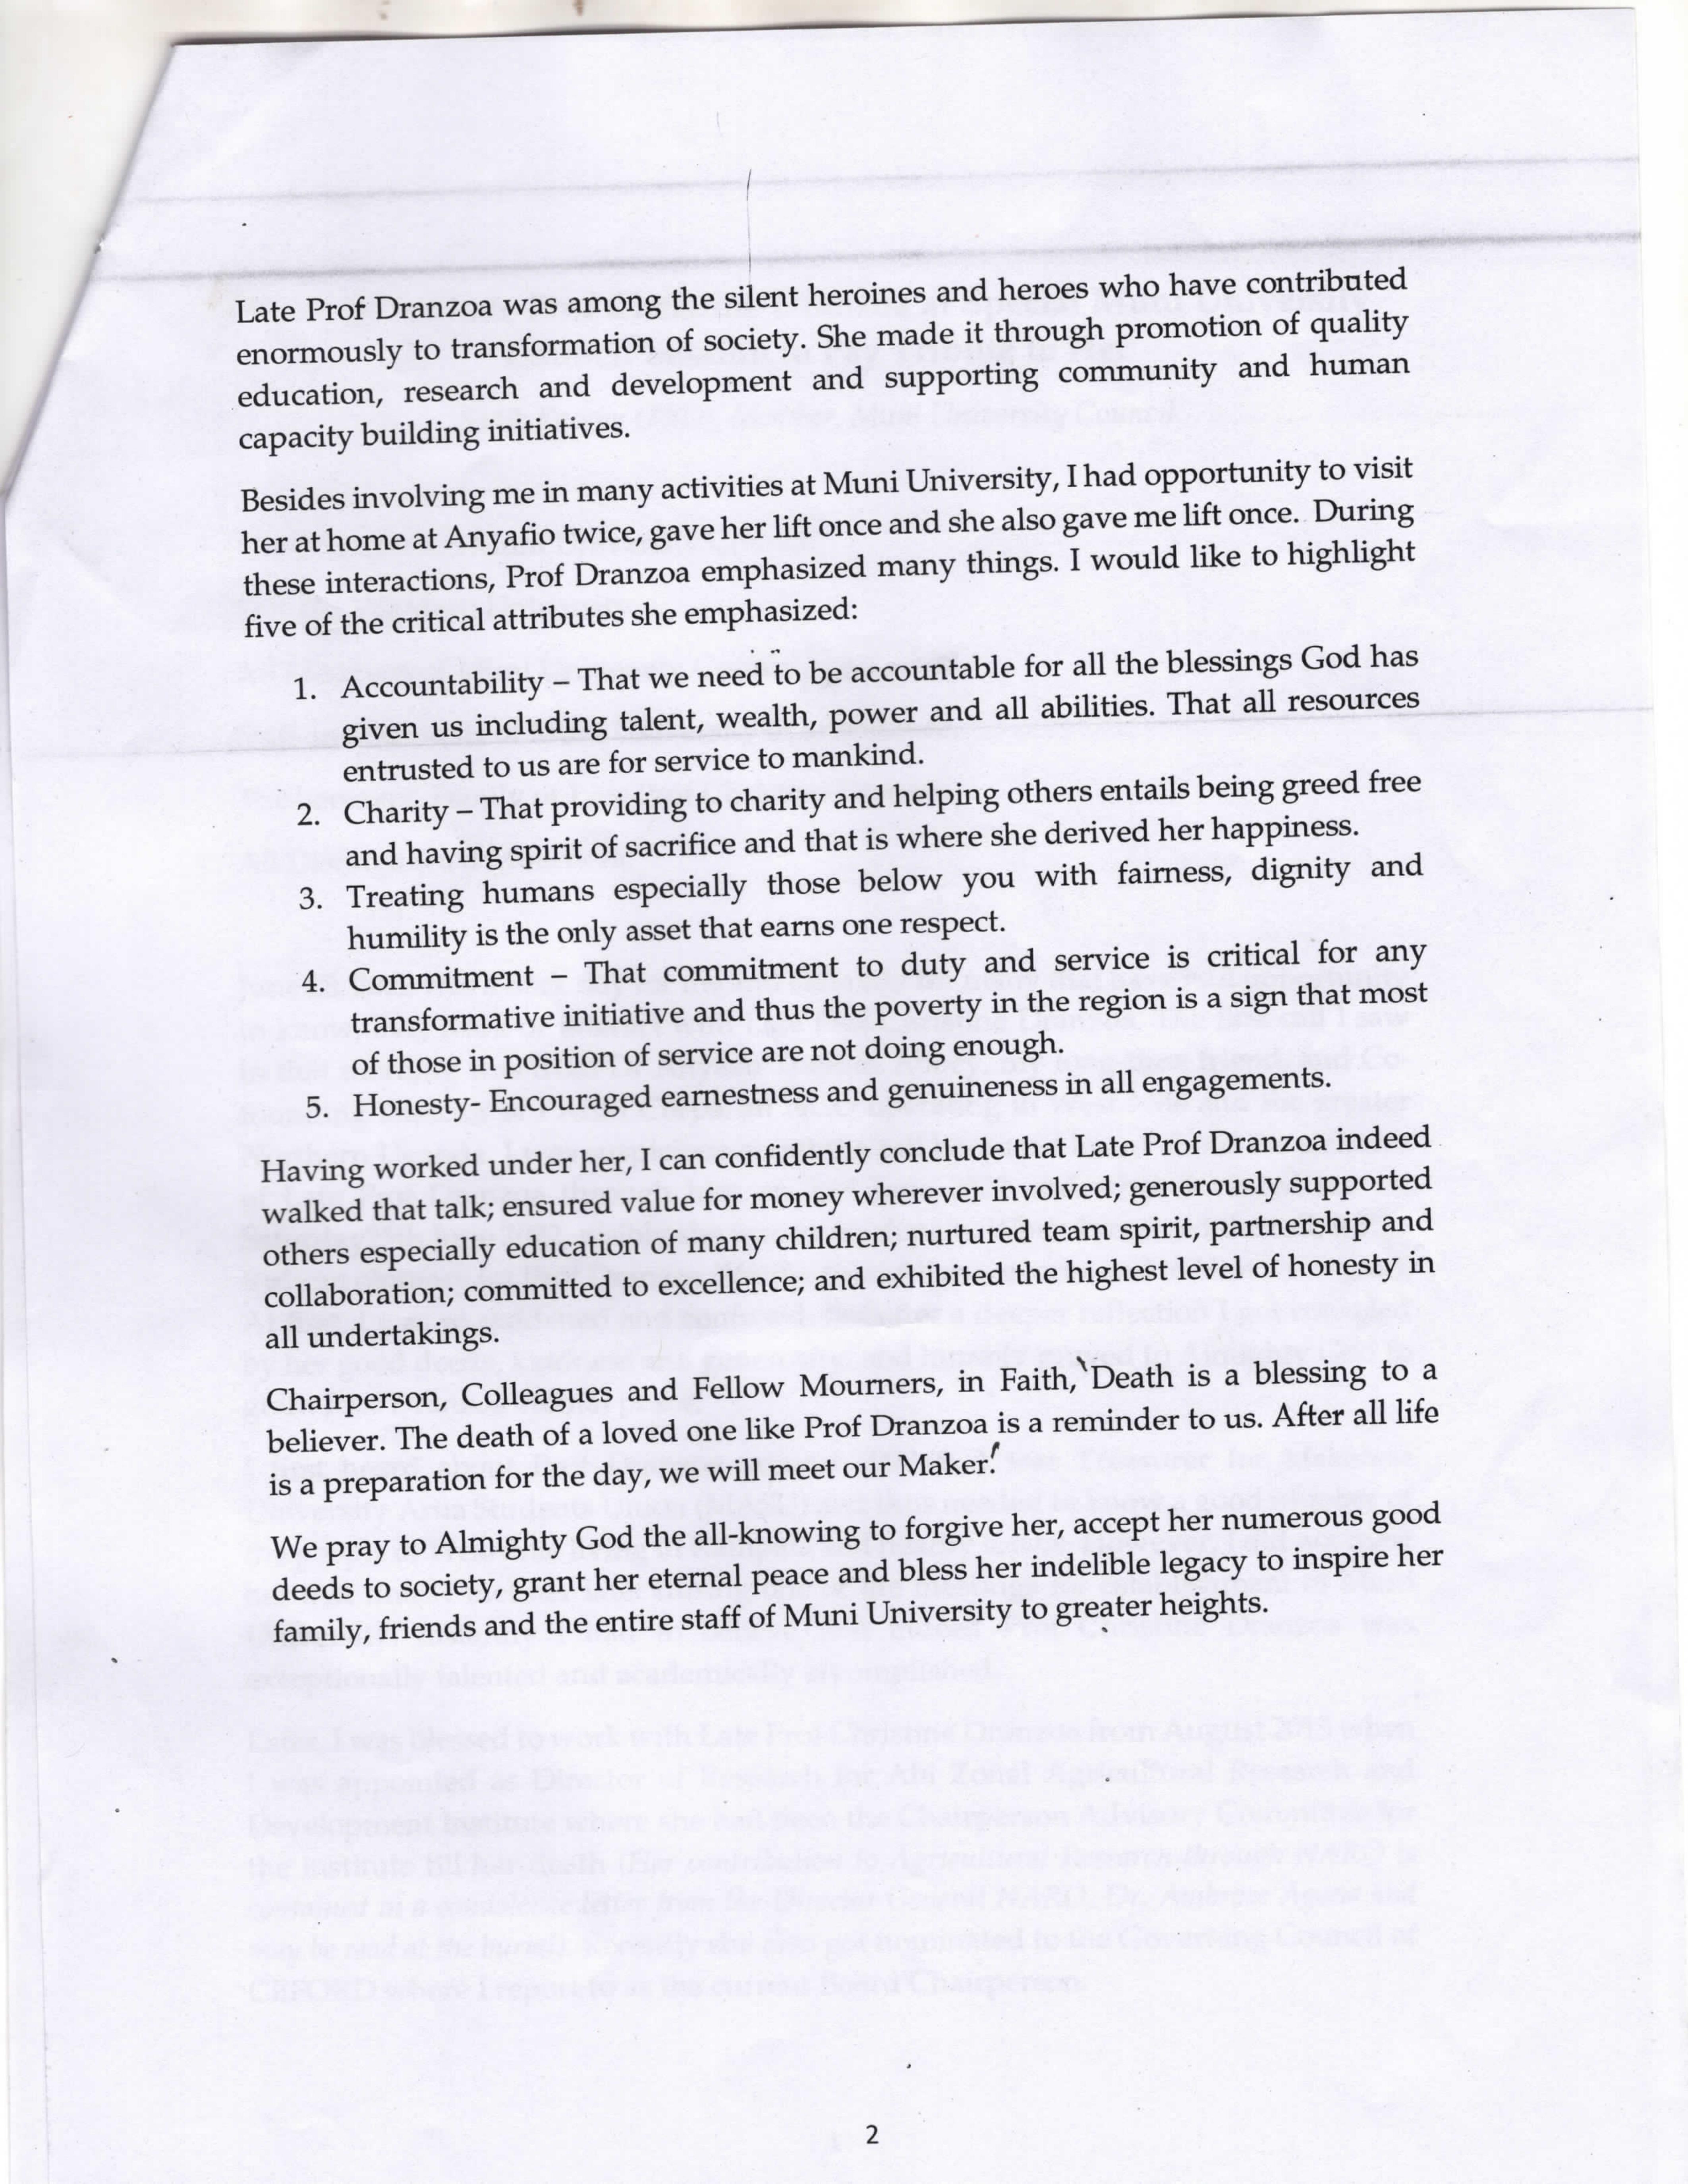 Late Prof Dranzoa was among the silent heroines and heroes who have contributed
enormously to transformation of society. She made it through promotion of quality
education, research and development and supporting community and human
capacity building initiatives.
Besides involving me in many activities at Muni University, I had opportunity to visit
her at home at Anyafio twice, gave her lift once and she also gave me lift once. During
these interactions, Prof Dranzoa emphasized many things. I would like to highlight
five of the critical attributes she emphasized:
1. Accountability – That we need to be accountable for all the blessings God has
given us including talent, wealth, power and all abilities. That all resources
entrusted to us are for service to mankind.
2. Charity – That providing to charity and helping others entails being greed free
and having spirit of sacrifice and that is where she derived her happiness.
3. Treating humans especially those below you with fairness, dignity and
humility is the only asset that earns one respect.
4. Commitment – That commitment to duty and service is critical for any
transformative initiative and thus the poverty in the region is a sign that most
of those in position of service are not doing enough.
5. Honesty- Encouraged earnestness and genuineness in all engagements.
Having worked under her, I can confidently conclude that Late Prof Dranzoa indeed
walked that talk; ensured value for money wherever involved; generously supported
others especially education of many children; nurtured team spirit, partnership and
collaboration; committed to excellence; and exhibited the highest level of honesty in
all undertakings.
Chairperson, Colleagues and Fellow Mourners, in Faith, Death is a blessing to a
believer. The death of a loved one like Prof Dranzoa is a reminder to us. After all life
is a preparation for the day, we will meet our Maker!
We pray to Almighty God the all-knowing to forgive her, accept her numerous good
deeds to society, grant her eternal peace and bless her indelible legacy to inspire her
family, friends and the entire staff of Muni University to greater heights.
2